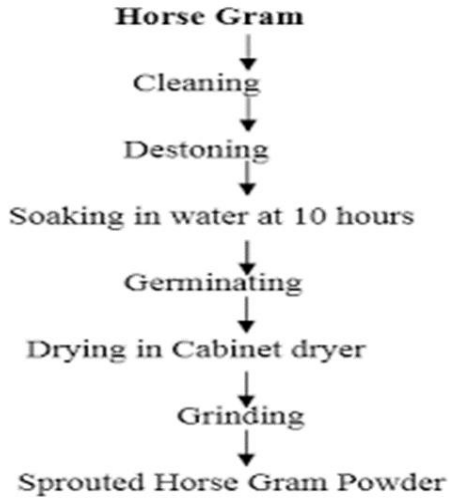 Horse Gram
Cleaning
Destoning
Soaking in water at 10 hours
Germinating
Drying in Cabinet dryer
Grinding
Sprouted Horse Gram Powder